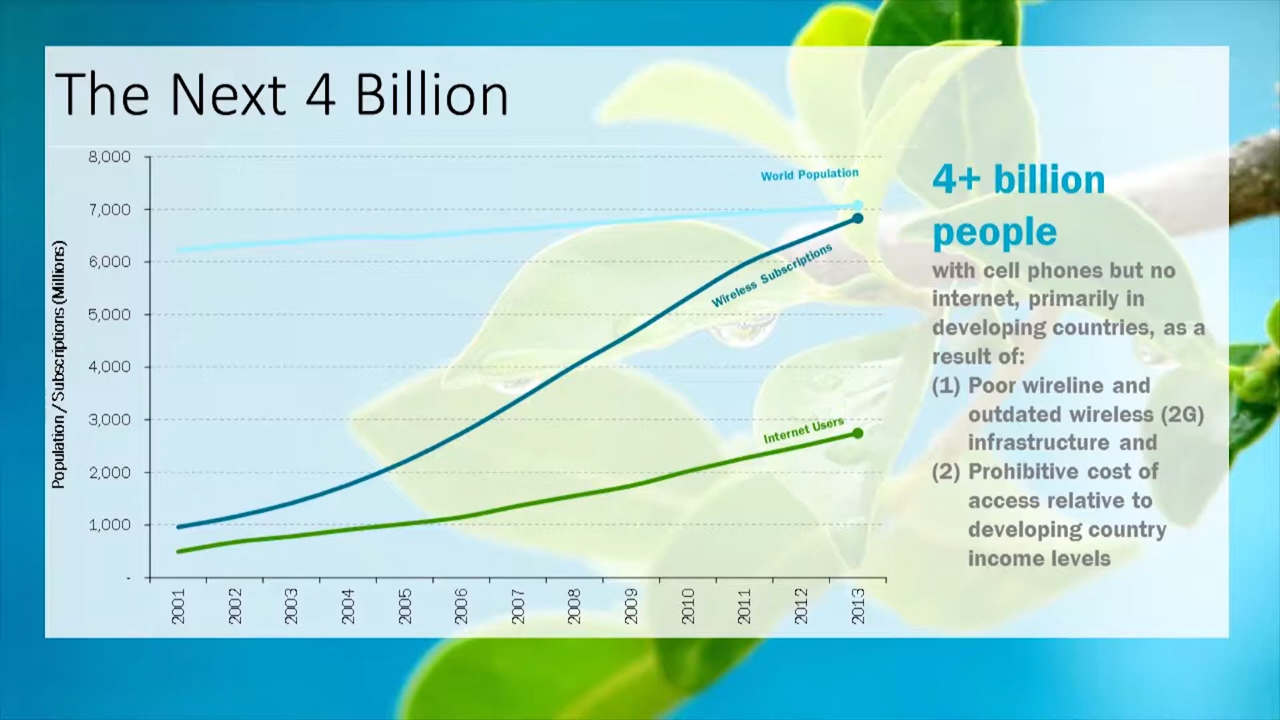 The Next 4 Billion
8,000
7,000
6,000
5,000
4,000
3,000
2,000
1,000
-
Population / Subscriptions (Millions)
World Population
Wireless Subscriptions
Internet Users
2001
2002
2003
2004
2005
2006
2007
2008
2009
2010
2011
2012
2013
4+ billion
people
with cell phones but no
internet, primarily in
developing countries, as a
result of:
(1) Poor wireline and
outdated wireless (2G)
infrastructure and
(2) Prohibitive cost of
access relative to
developing country
income levels